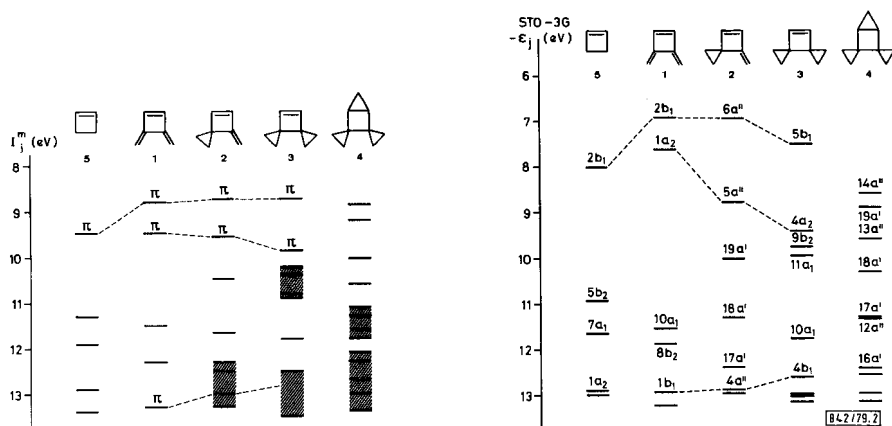 I_j^m (eV)
5 1 2 3 4
8
9
10
11
12
13
π π π π
π π π
STO-3G
-ε_j (eV)
5 1 2 3 4
6
7
8
9
10
11
12
13
2b₁ 5b₂ 7a₁ 1a₂
2b₁ 1a₂ 10a₁ 8b₂ 1b₁
6a" 5a" 19a' 18a' 17a' 4a"
5b₁ 4a₂ 9b₂ 11a₁ 10a₁ 4b₁
14a" 19a' 13a" 18a' 17a' 12a" 16a'
B42/79.2